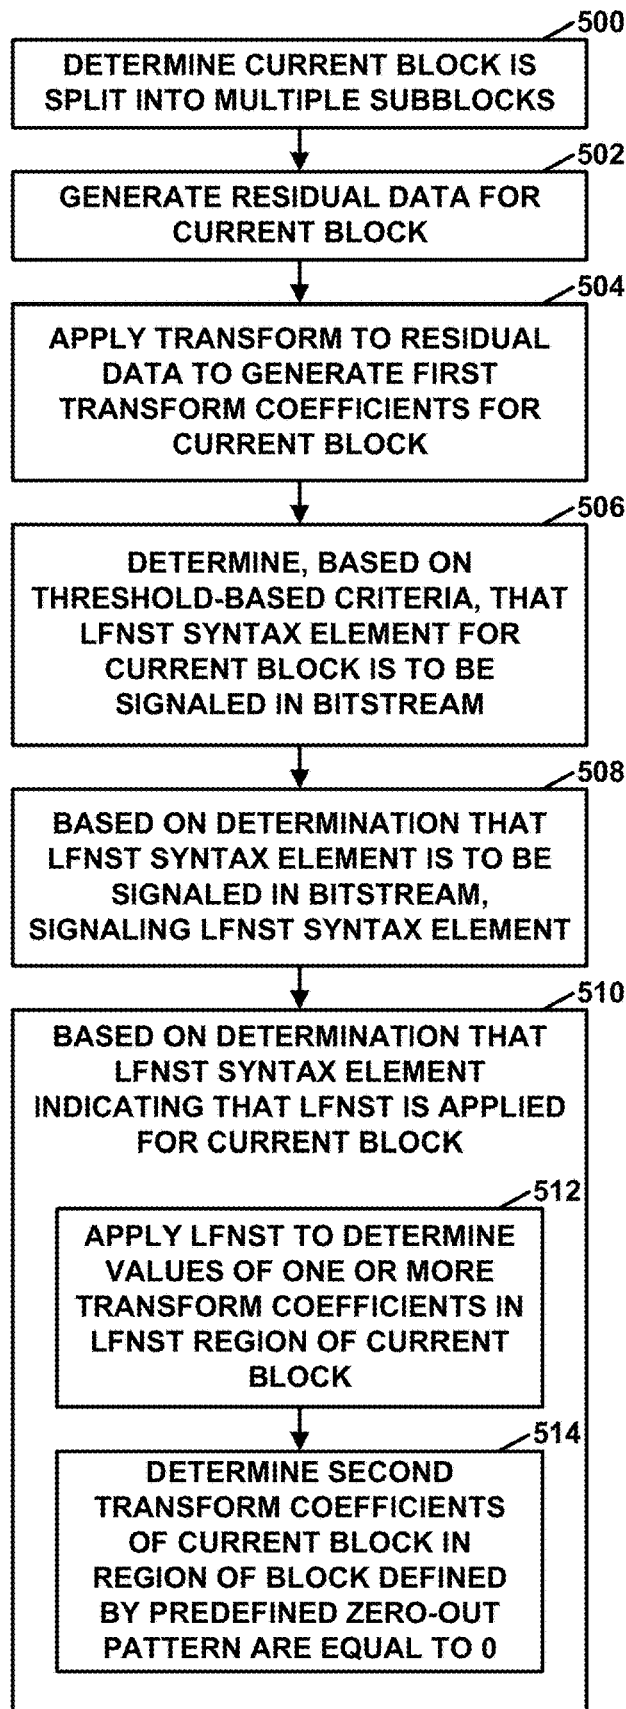 500
DETERMINE CURRENT BLOCK IS
SPLIT INTO MULTIPLE SUBBLOCKS
502
GENERATE RESIDUAL DATA FOR
CURRENT BLOCK
504
APPLY TRANSFORM TO RESIDUAL
DATA TO GENERATE FIRST
TRANSFORM COEFFICIENTS FOR
CURRENT BLOCK
506
DETERMINE, BASED ON
THRESHOLD-BASED CRITERIA, THAT
LFNST SYNTAX ELEMENT FOR
CURRENT BLOCK IS TO BE
SIGNALED IN BITSTREAM
508
BASED ON DETERMINATION THAT
LFNST SYNTAX ELEMENT IS TO BE
SIGNALED IN BITSTREAM,
SIGNALING LFNST SYNTAX ELEMENT
510
BASED ON DETERMINATION THAT
LFNST SYNTAX ELEMENT
INDICATING THAT LFNST IS APPLIED
FOR CURRENT BLOCK
512
APPLY LFNST TO DETERMINE
VALUES OF ONE OR MORE
TRANSFORM COEFFICIENTS IN
LFNST REGION OF CURRENT
BLOCK
514
DETERMINE SECOND
TRANSFORM COEFFICIENTS
OF CURRENT BLOCK IN
REGION OF BLOCK DEFINED
BY PREDEFINED ZERO-OUT
PATTERN ARE EQUAL TO 0